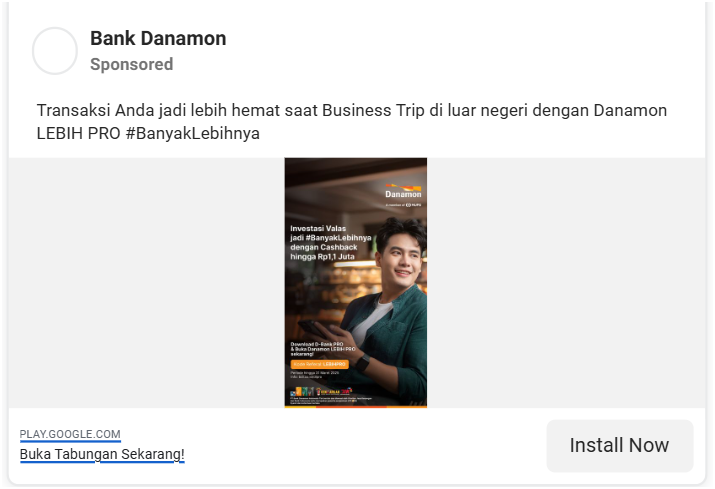 Bank Danamon
Sponsored
Transaksi Anda jadi lebih hemat saat Business Trip di luar negeri dengan Danamon
LEBIH PRO #BanyakLebihnya
Danamon
Investasi Valas
jadi #BanyakLebihnya
dengan Cashback
hingga Rp1,1 Juta
Download D-Bank PRO
& Buka Danamon LEBIH PRO
sekarang!
LEBIHPRO
PLAY.GOOGLE.COM
Buka Tabungan Sekarang!
Install Now